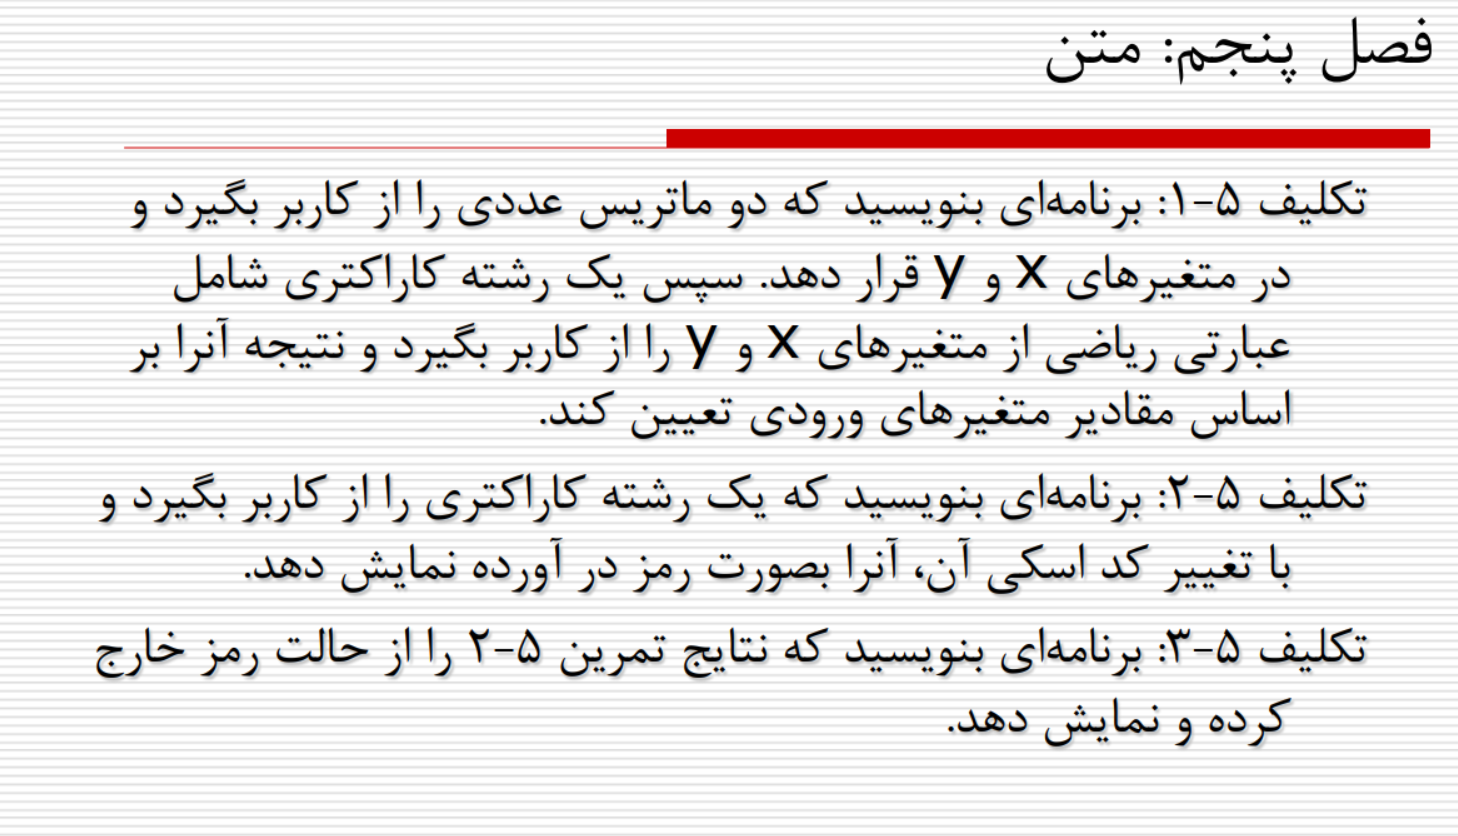 فصل پنجم: متن
تکلیف ۵-۱: برنامه‌ای بنویسید که دو ماتریس عددی را از کاربر بگیرد و
در متغیرهای x و y قرار دهد. سپس یک رشته کاراکتری شامل
عبارتی ریاضی از متغیرهای x و y را از کاربر بگیرد و نتیجه آنرا بر
اساس مقادیر متغیرهای ورودی تعیین کند.
تکلیف ۵-۲: برنامه‌ای بنویسید که یک رشته کاراکتری را از کاربر بگیرد و
با تغییر کد اسکی آن، آنرا بصورت رمز در آورده نمایش دهد.
تکلیف ۵-۳: برنامه‌ای بنویسید که نتایج تمرین ۵-۲ را از حالت رمز خارج
کرده و نمایش دهد.